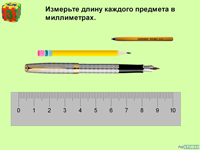 Измерьте длину каждого предмета в
миллиметрах.
0 1 2 3 4 5 6 7 8 9 10